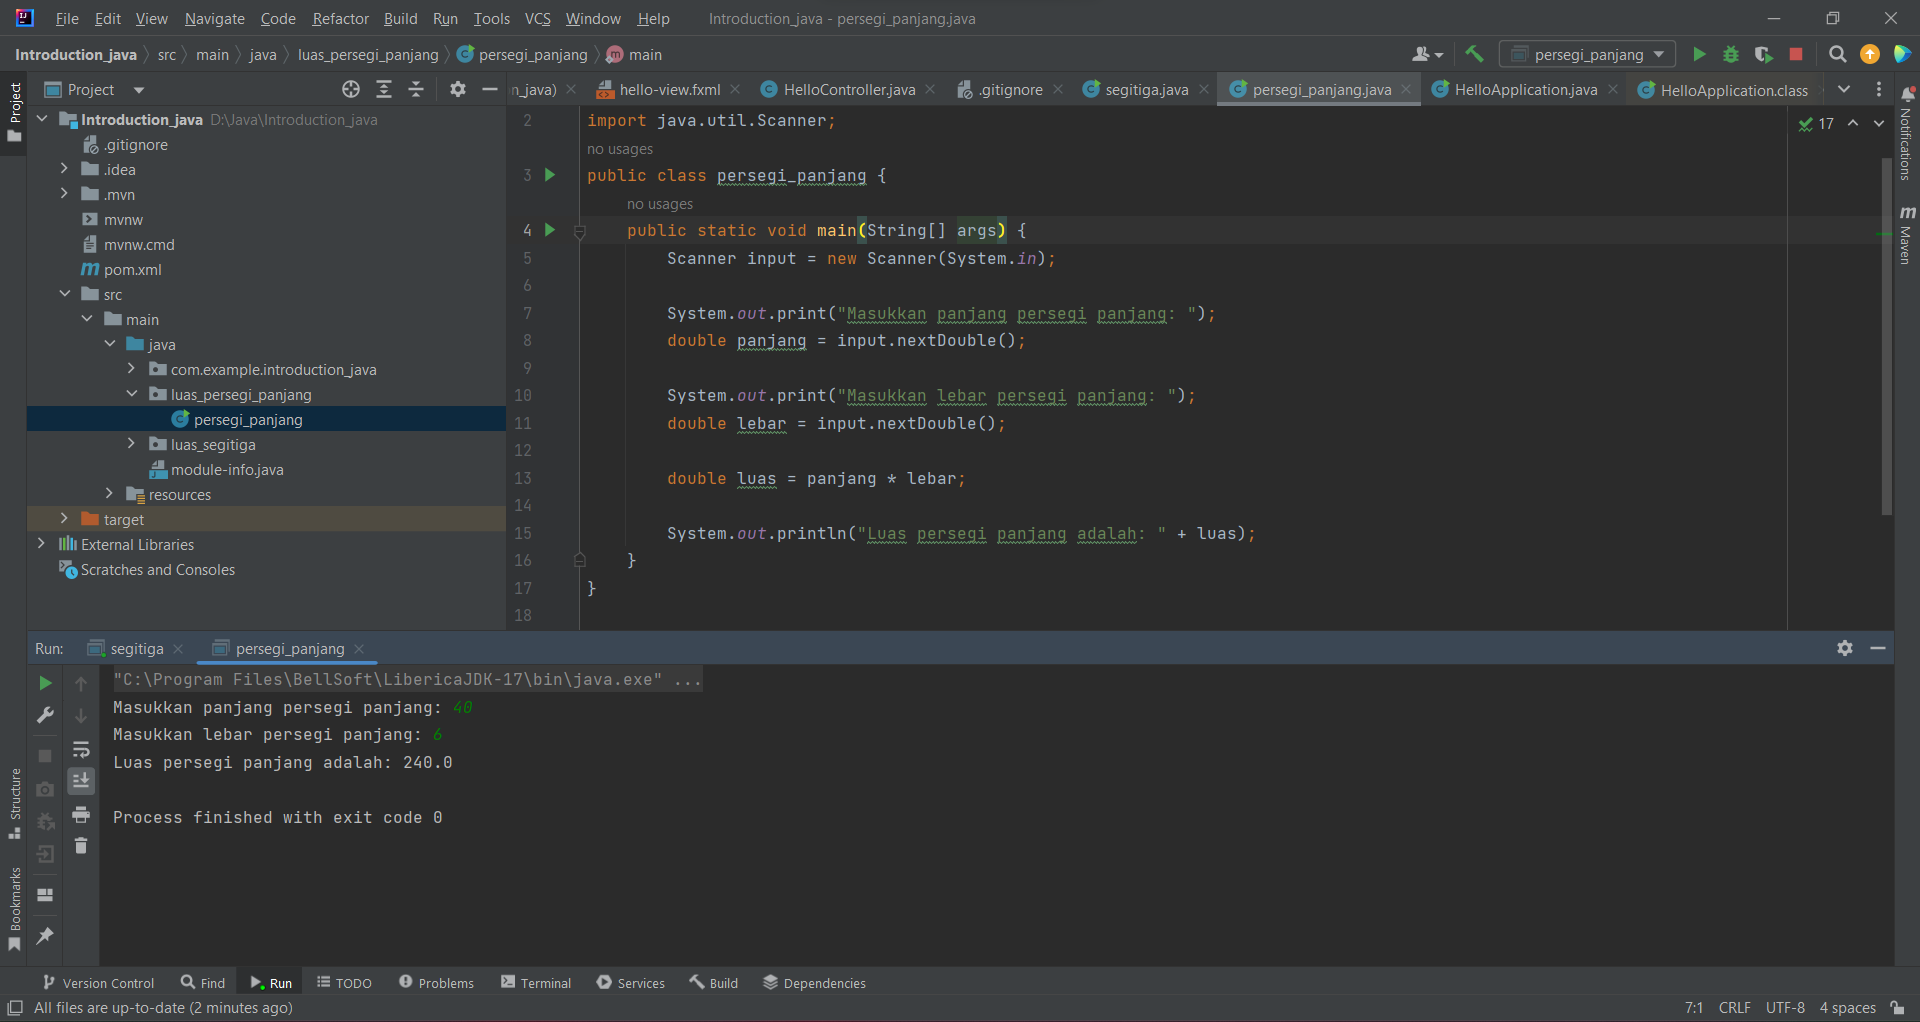 File Edit View Navigate Code Refactor Build Run Tools VCS Window Help Introduction_java - persegi_panjang.java
Introduction_java src main java luas_persegi_panjang persegi_panjang main persegi_panjang
Project
Project
n_java) hello-view.fxml HelloController.java .gitignore segitiga.java persegi_panjang.java HelloApplication.java HelloApplication.class
Notifications
Maven
Introduction_java D:\Java\Introduction_java
.gitignore
.idea
.mvn
mvnw
mvnw.cmd
pom.xml
src
main
java
com.example.introduction_java
luas_persegi_panjang
persegi_panjang
luas_segitiga
module-info.java
resources
target
External Libraries
Scratches and Consoles
17
2 import java.util.Scanner;
no usages
3 public class persegi_panjang {
no usages
4 public static void main(String[] args) {
5 Scanner input = new Scanner(System.in);
6
7 System.out.print("Masukkan panjang persegi panjang: ");
8 double panjang = input.nextDouble();
9
10 System.out.print("Masukkan lebar persegi panjang: ");
11 double lebar = input.nextDouble();
12
13 double luas = panjang * lebar;
14
15 System.out.println("Luas persegi panjang adalah: " + luas);
16 }
17 }
18
Run: segitiga persegi_panjang
"C:\Program Files\BellSoft\LibericaJDK-17\bin\java.exe" ...
Masukkan panjang persegi panjang: 40
Masukkan lebar persegi panjang: 6
Luas persegi panjang adalah: 240.0
Process finished with exit code 0
Structure
Bookmarks
Version Control Find Run TODO Problems Terminal Services Build Dependencies
All files are up-to-date (2 minutes ago) 7:1 CRLF UTF-8 4 spaces